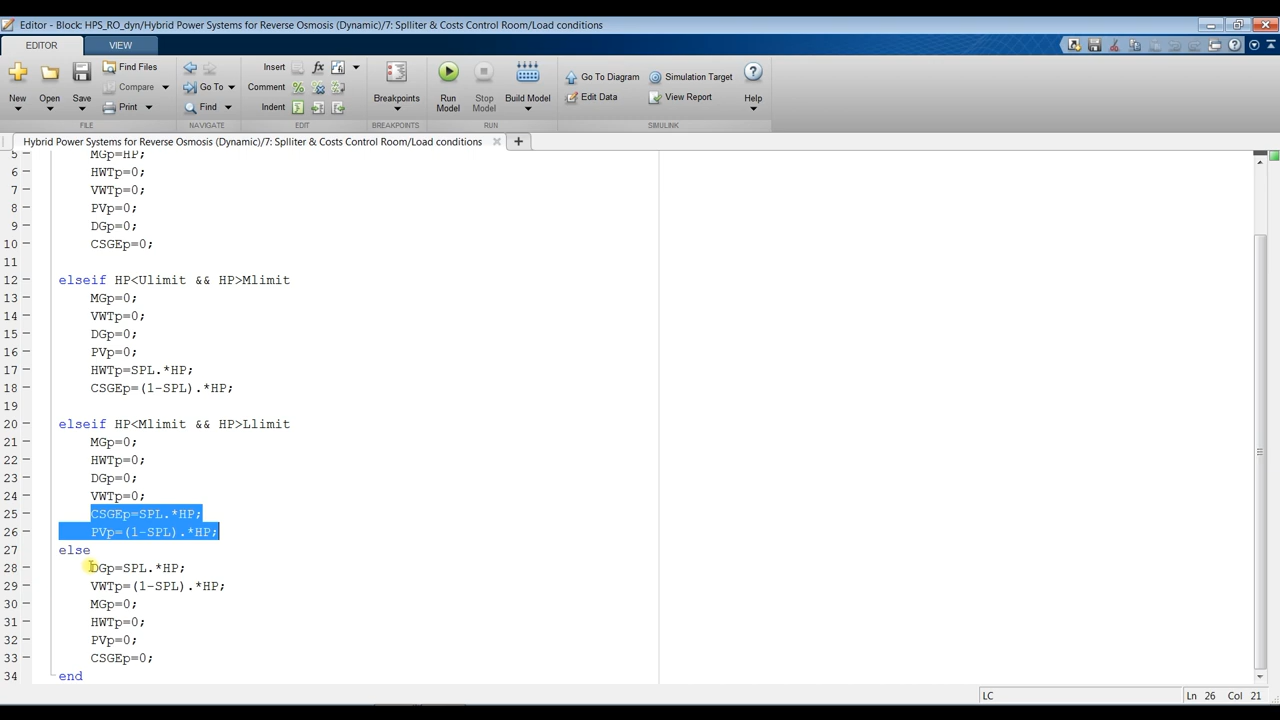 Editor - Block: HPS_RO_dyn/Hybrid Power Systems for Reverse Osmosis (Dynamic)/7: Splliter & Costs Control Room/Load conditions
EDITOR VIEW
New Open Save Find Files Compare Print
Go To Find
Insert fx
Comment
Indent
Breakpoints
Run Model Stop Model Build Model
Go To Diagram Simulation Target
Edit Data View Report
Help
FILE NAVIGATE EDIT BREAKPOINTS RUN SIMULINK
Hybrid Power Systems for Reverse Osmosis (Dynamic)/7: Splliter & Costs Control Room/Load conditions
5 MGp=HP;
6 HWTp=0;
7 VWTp=0;
8 PVp=0;
9 DGp=0;
10 CSGEp=0;
11
12 elseif HP<Ulimit && HP>Mlimit
13 MGp=0;
14 VWTp=0;
15 DGp=0;
16 PVp=0;
17 HWTp=SPL.*HP;
18 CSGEp=(1-SPL).*HP;
19
20 elseif HP<Mlimit && HP>Llimit
21 MGp=0;
22 HWTp=0;
23 DGp=0;
24 VWTp=0;
25 CSGEp=SPL.*HP;
26 PVp=(1-SPL).*HP;
27 else
28 DGp=SPL.*HP;
29 VWTp=(1-SPL).*HP;
30 MGp=0;
31 HWTp=0;
32 PVp=0;
33 CSGEp=0;
34 end
LC Ln 26 Col 21